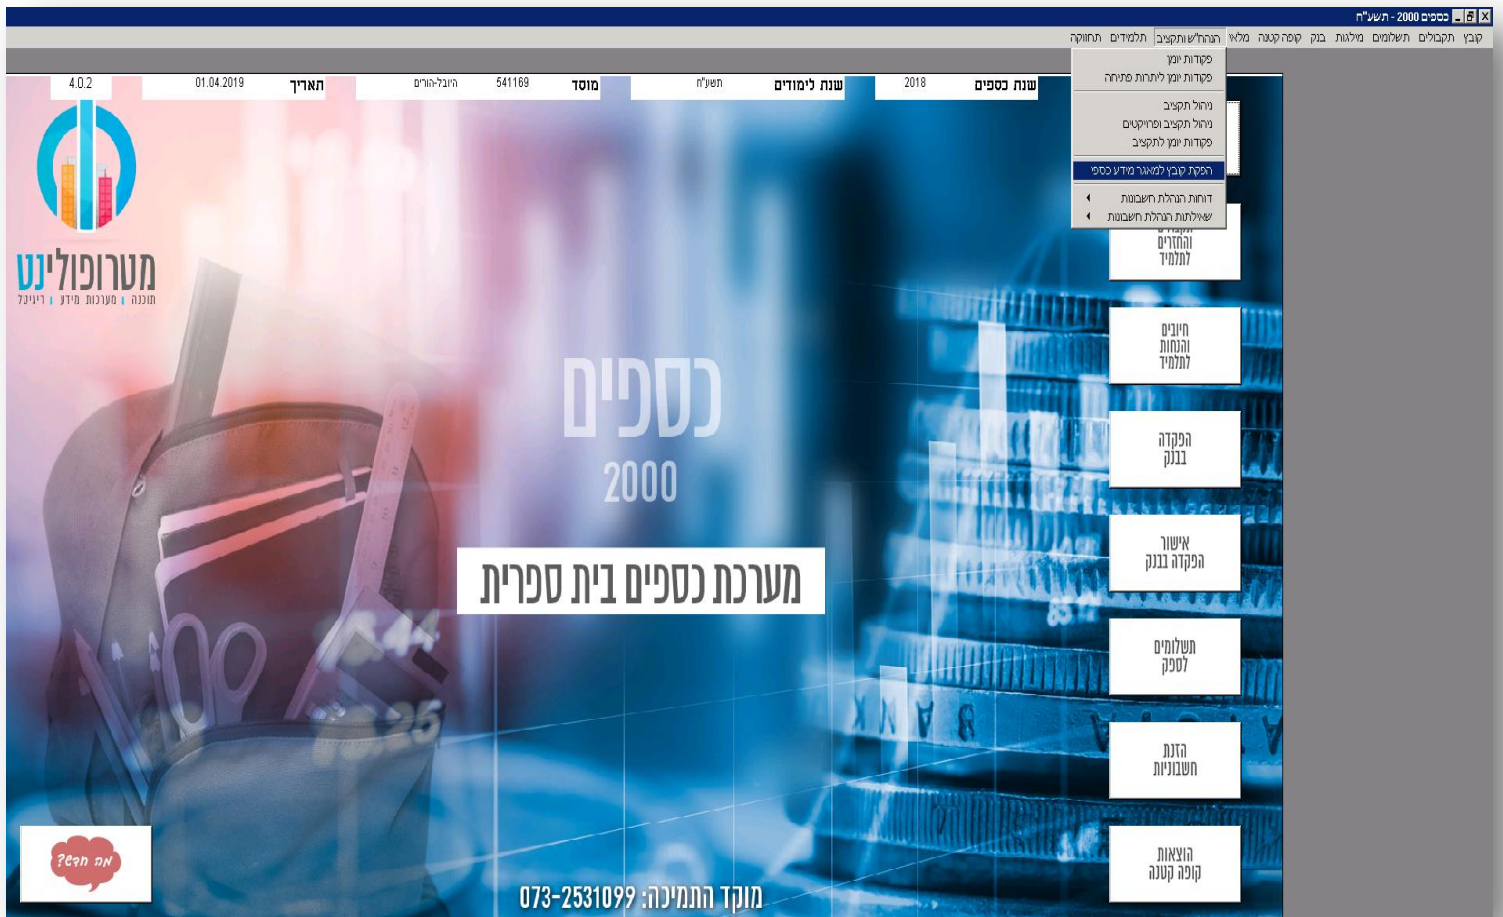 כספים 2000 - תשע"ח
קובץ תקבולים תשלומים מילגות בנק קופה קטנה מלאי הנהח"ש ותקציב תלמידים תחזוקה
פקודות יומן
פקודות יומן ליתרות פתיחה
ניהול תקציב
ניהול תקציב ופרויקטים
פקודות יומן לתקציב
הפקת קובץ למאגר מידע כספי
דוחות הנהלת חשבונות
שאילתות הנהלת חשבונות
שנת כספים 2018 שנת לימודים תשע"ח מוסד 541169 היובל-הורים תאריך 01.04.2019 4.0.2
מטרופולינט
תוכנה מערכות מידע דיגיטל
והחזרים
לתלמיד
חיובים
והנחות
לתלמיד
הפקדה
בבנק
אישור
הפקדה בבנק
תשלומים
לספק
הזנת
חשבוניות
הוצאות
קופה קטנה
כספים
2000
מערכת כספים בית ספרית
מה חדש?
מוקד התמיכה: 073-2531099